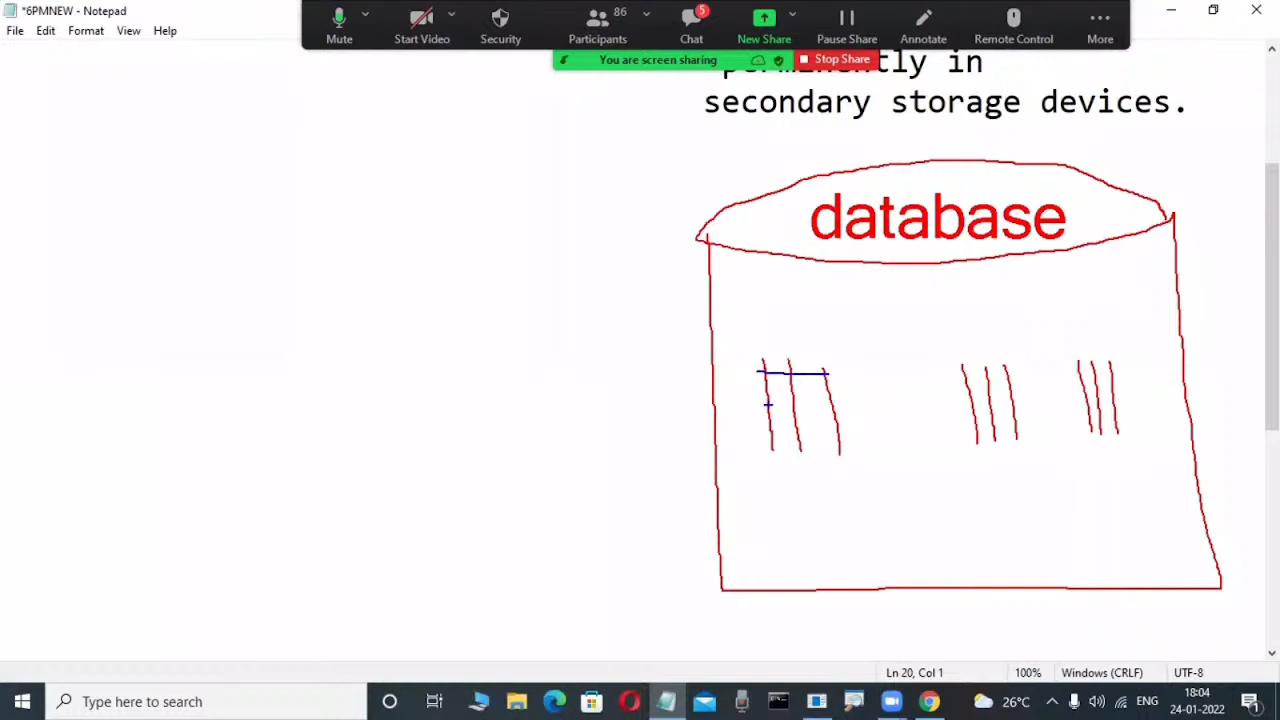 *6PMNEW - Notepad
File Edit Format View Help
86
5
Mute Start Video Security Participants Chat New Share Pause Share Annotate Remote Control More
You are screen sharing Stop Share
in
secondary storage devices.
database
Ln 20, Col 1 100% Windows (CRLF) UTF-8
Type here to search
26°C ENG 18:04
24-01-2022
1